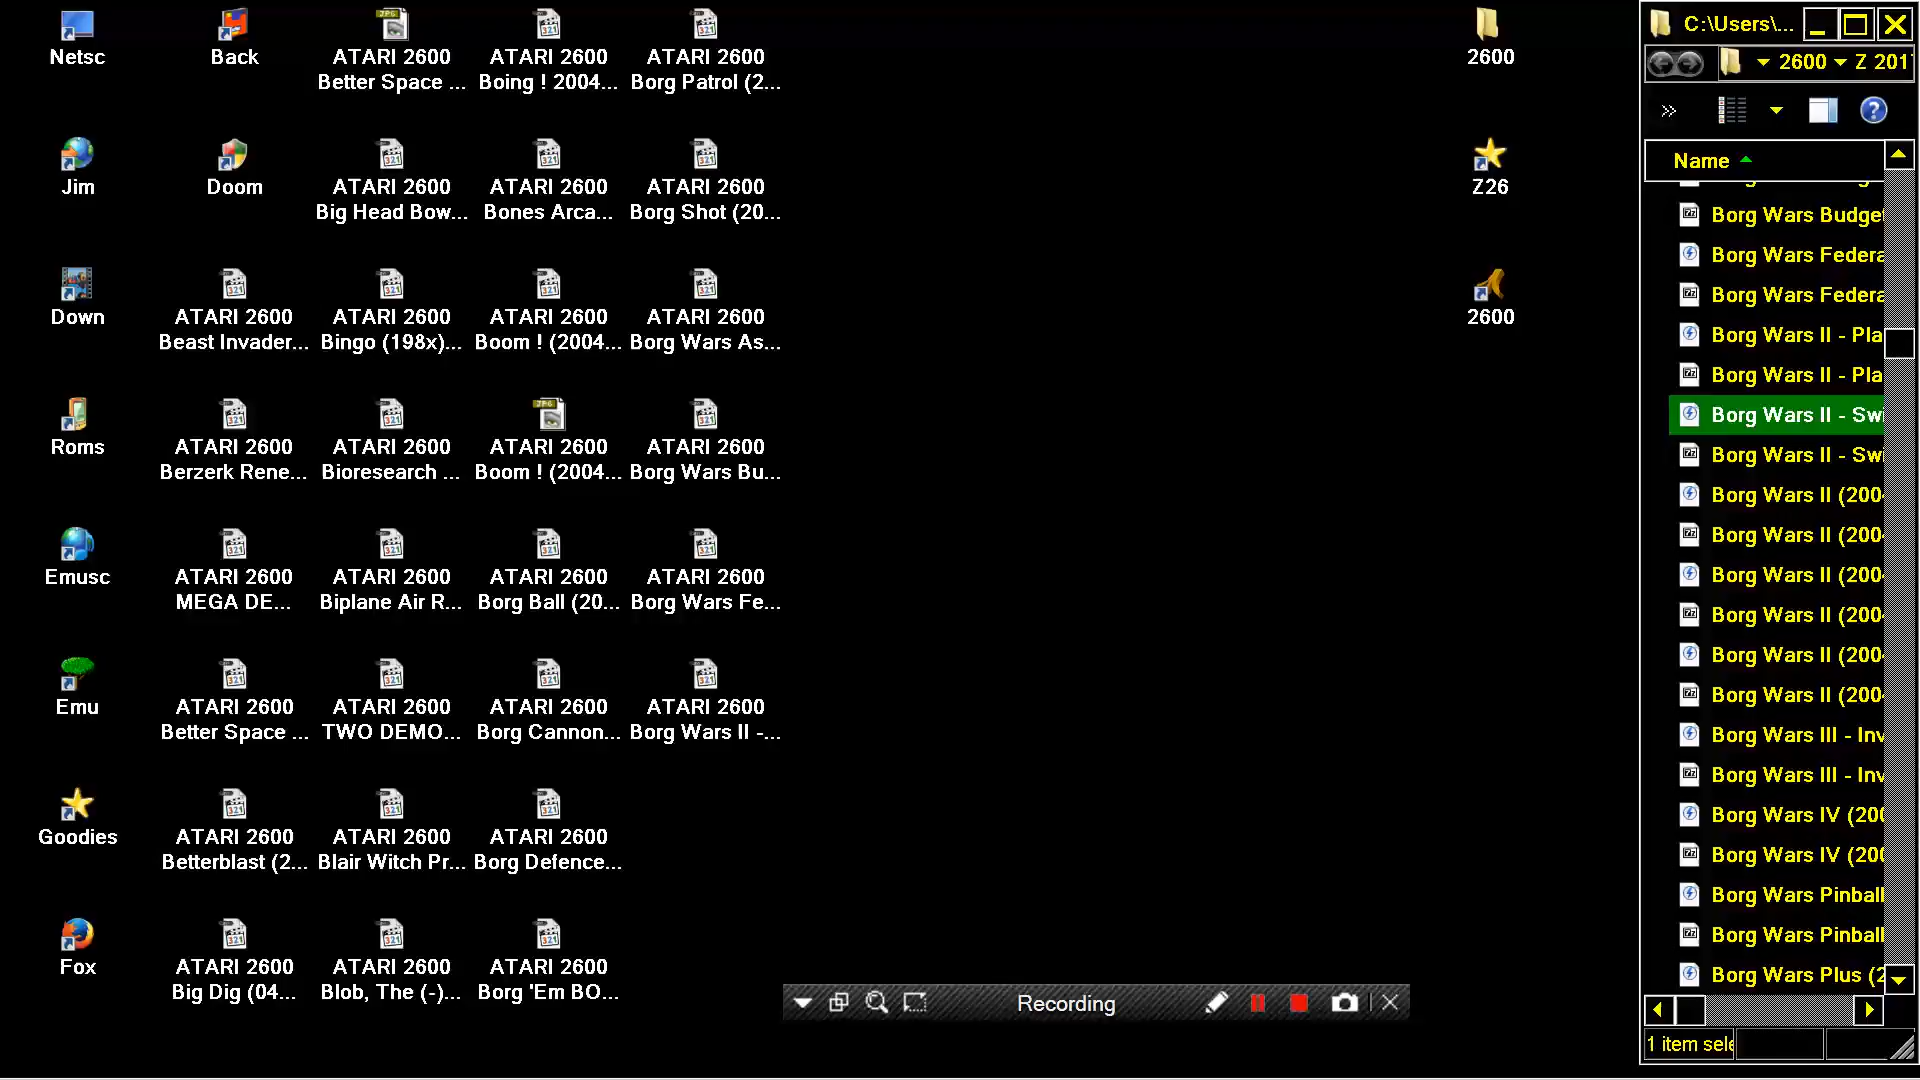 Netsc
Back
ATARI 2600
Better Space ...
ATARI 2600
Boing ! 2004...
ATARI 2600
Borg Patrol (2...
2600
Jim
Doom
ATARI 2600
Big Head Bow...
ATARI 2600
Bones Arca...
ATARI 2600
Borg Shot (20...
Z26
Down
ATARI 2600
Beast Invader...
ATARI 2600
Bingo (198x)...
ATARI 2600
Boom ! (2004...
ATARI 2600
Borg Wars As...
2600
Roms
ATARI 2600
Berzerk Rene...
ATARI 2600
Bioresearch ...
ATARI 2600
Boom ! (2004...
ATARI 2600
Borg Wars Bu...
Emusc
ATARI 2600
MEGA DE...
ATARI 2600
Biplane Air R...
ATARI 2600
Borg Ball (20...
ATARI 2600
Borg Wars Fe...
Emu
ATARI 2600
Better Space ...
ATARI 2600
TWO DEMO...
ATARI 2600
Borg Cannon...
ATARI 2600
Borg Wars II -...
Goodies
ATARI 2600
Betterblast (2...
ATARI 2600
Blair Witch Pr...
ATARI 2600
Borg Defence...
Fox
ATARI 2600
Big Dig (04...
ATARI 2600
Blob, The (-)...
ATARI 2600
Borg 'Em BO...
Recording
C:\Users\...
2600 Z 201
Name
Borg Wars Budge
Borg Wars Federa
Borg Wars Federa
Borg Wars II - Pla
Borg Wars II - Pla
Borg Wars II - Swi
Borg Wars II - Sw
Borg Wars II (200
Borg Wars II (200
Borg Wars II (200
Borg Wars II (200
Borg Wars II (200
Borg Wars II (200
Borg Wars III - Inv
Borg Wars III - Inv
Borg Wars IV (200
Borg Wars IV (200
Borg Wars Pinball
Borg Wars Pinball
Borg Wars Plus (2
1 item sele